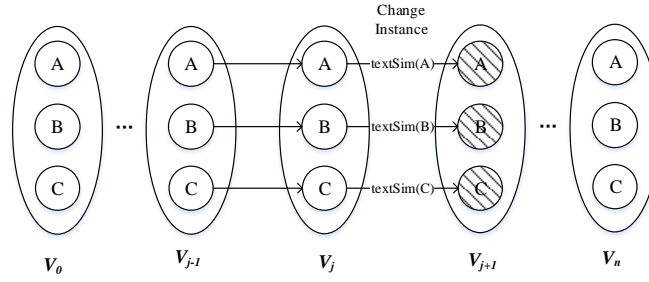 Change
Instance
A A A textSim(A) A A
B ... B B textSim(B) B ... B
C C C textSim(C) C C
V0 Vj-1 Vj Vj+1 Vn